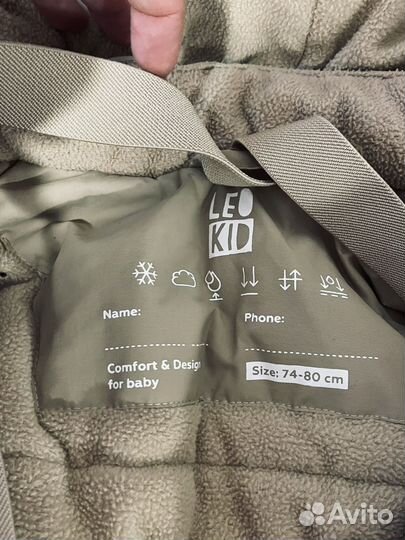 LEO
KID
Name:
Phone:
Comfort & Design
for baby
Size: 74-80 cm
Avito